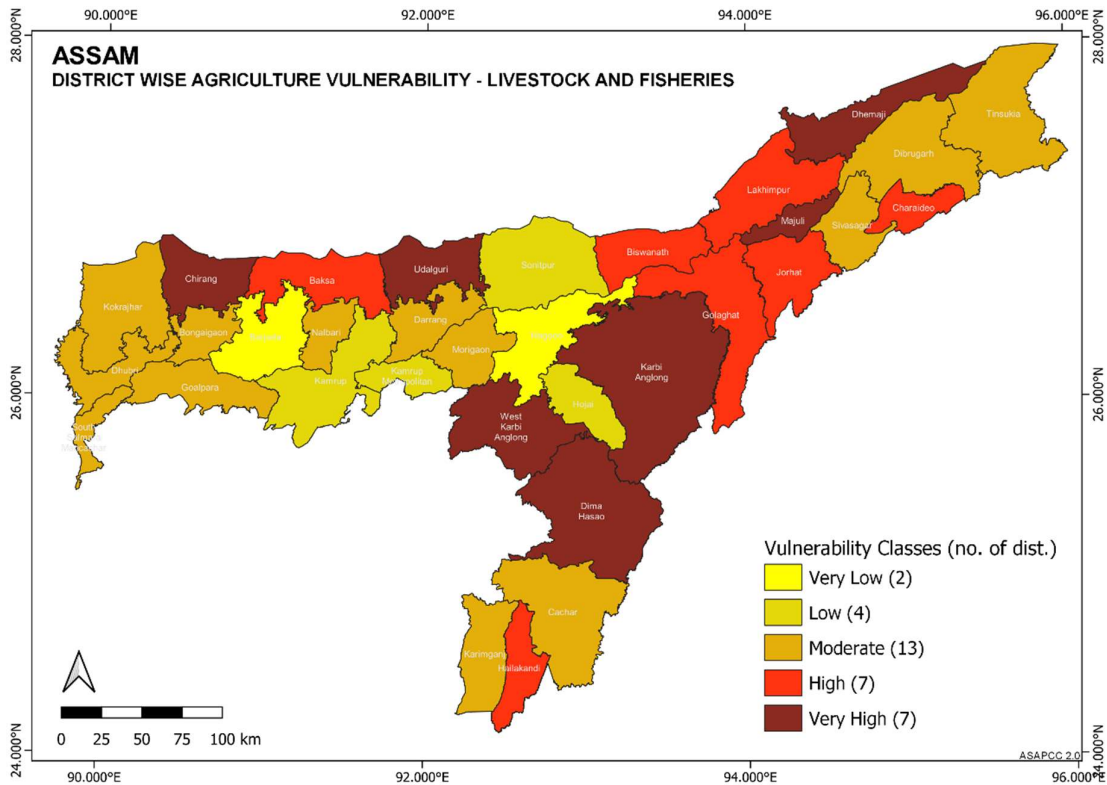 90.000°E 92.000°E 94.000°E 96.000°E
28.000°N
28.000°N
ASSAM
DISTRICT WISE AGRICULTURE VULNERABILITY - LIVESTOCK AND FISHERIES
Tinsukia
Dhemaji
Dibrugarh
Lakhimpur
Charaideo
Majuli
Sivasagar
Biswanath
Sonitpur
Udalguri
Jorhat
Chirang
Baksa
Kokrajhar
Golaghat
Darrang
Bongaigaon
Nalbari
Morigaon
Karbi
Anglong
Dhubri
Kamrup
Metropolitan
Kamrup
Goalpara
26.000°N
26.000°N
Hojai
West
Karbi
Anglong
South
Dima
Hasao
Cachar
Karimganj
Hailakandi
Vulnerability Classes (no. of dist.)
Very Low (2)
Low (4)
Moderate (13)
High (7)
Very High (7)
0 25 50 75 100 km
ASAPCC 2.0
24.000°N
24.000°N
90.000°E 92.000°E 94.000°E 96.000°E